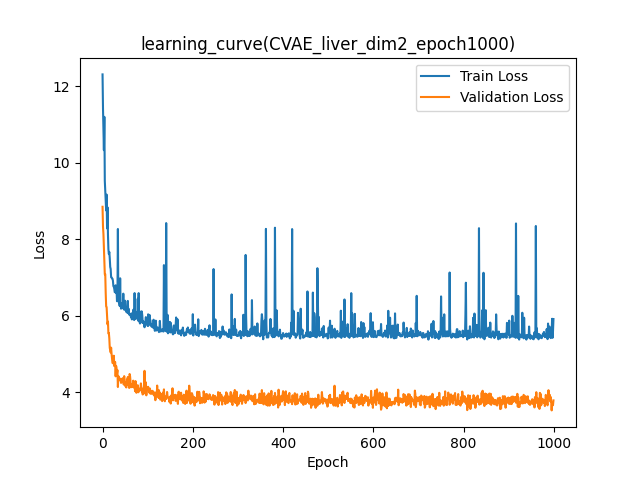 learning_curve(CVAE_liver_dim2_epoch1000)
Train Loss
Validation Loss
12
10
8
6
4
Loss
0
200
400
600
800
1000
Epoch